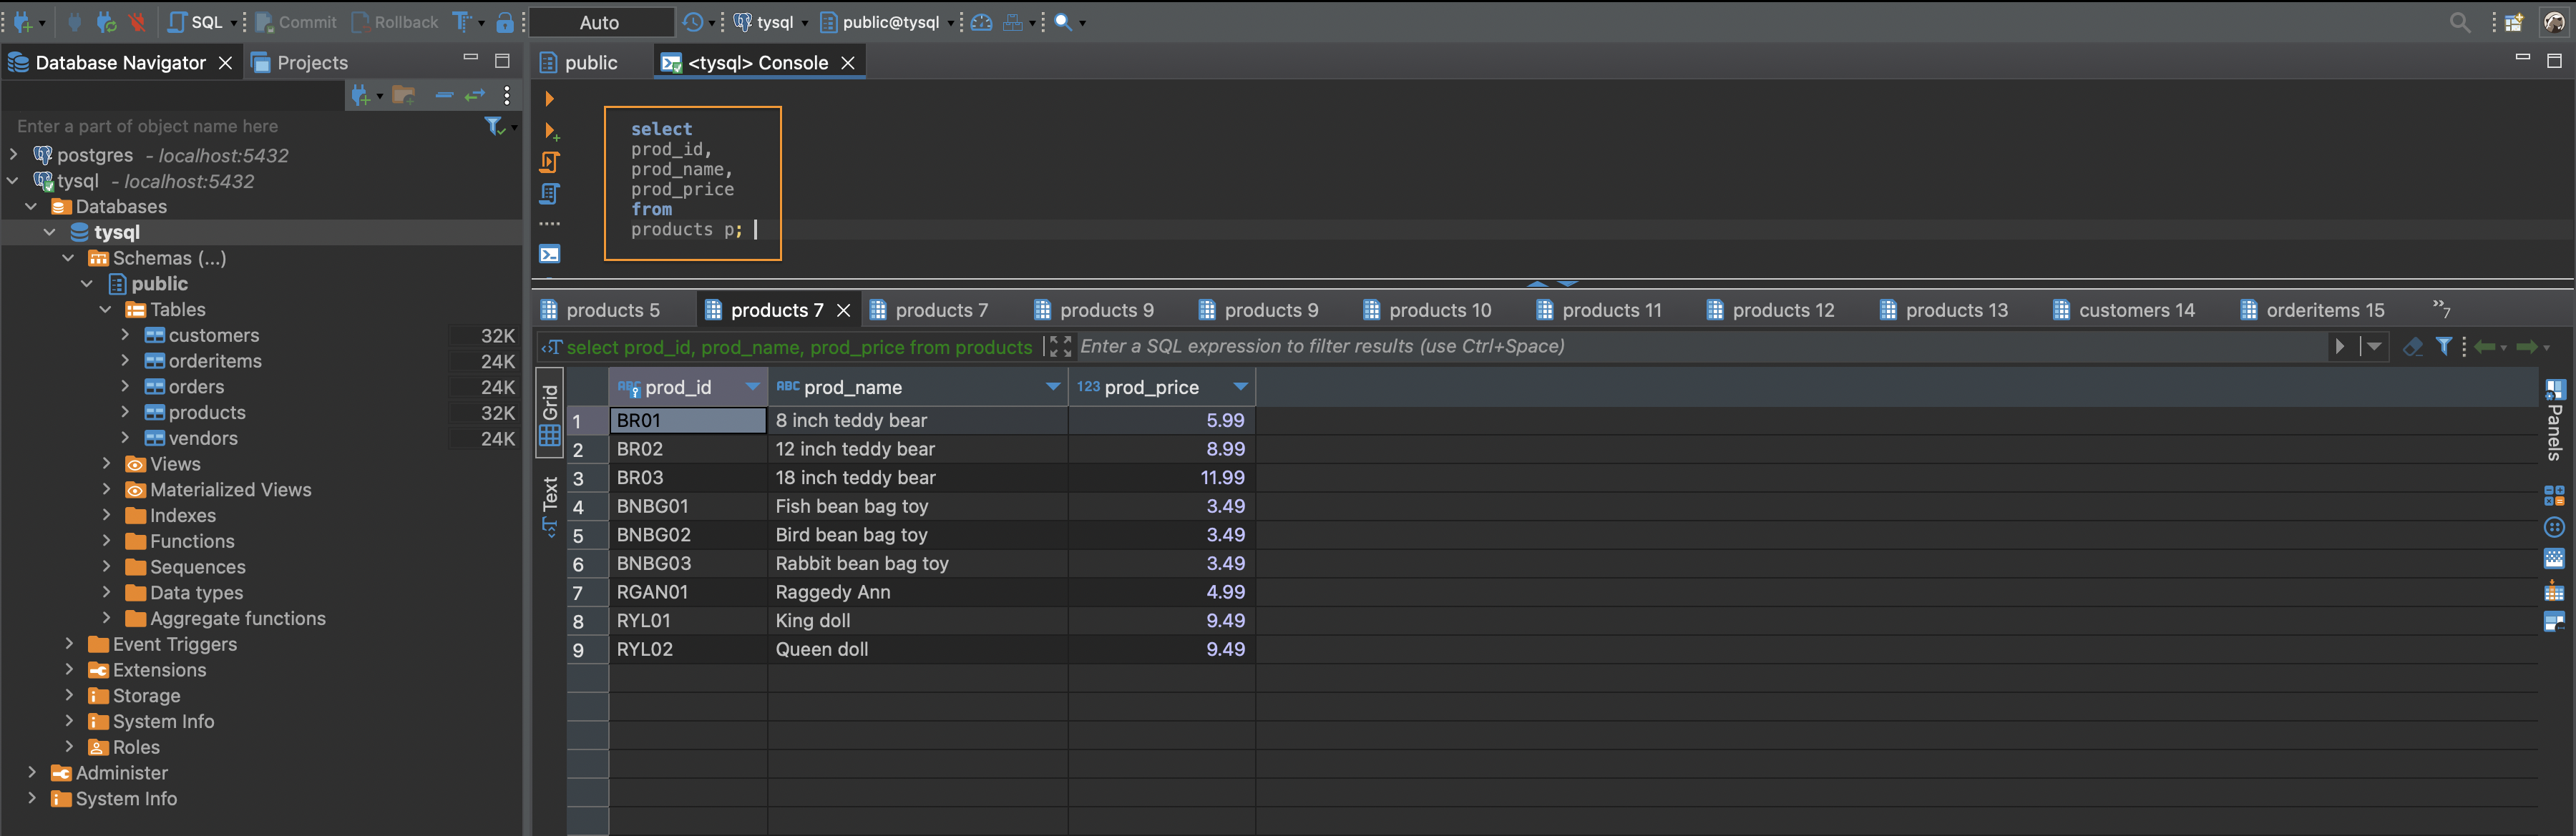 SQL Commit Rollback Auto tysql public@tysql
Database Navigator Projects
public <tysql> Console
Enter a part of object name here
postgres - localhost:5432
tysql - localhost:5432
Databases
tysql
Schemas (...)
public
Tables
customers 32K
orderitems 24K
orders 24K
products 32K
vendors 24K
Views
Materialized Views
Indexes
Functions
Sequences
Data types
Aggregate functions
Event Triggers
Extensions
Storage
System Info
Roles
Administer
System Info
select
prod_id,
prod_name,
prod_price
from
products p;
products 5 products 7 products 7 products 9 products 9 products 10 products 11 products 12 products 13 customers 14 orderitems 15 »7
select prod_id, prod_name, prod_price from products Enter a SQL expression to filter results (use Ctrl+Space)
Grid
Text
ABC prod_id ABC prod_name 123 prod_price
1 BR01 8 inch teddy bear 5.99
2 BR02 12 inch teddy bear 8.99
3 BR03 18 inch teddy bear 11.99
4 BNBG01 Fish bean bag toy 3.49
5 BNBG02 Bird bean bag toy 3.49
6 BNBG03 Rabbit bean bag toy 3.49
7 RGAN01 Raggedy Ann 4.99
8 RYL01 King doll 9.49
9 RYL02 Queen doll 9.49
Panels